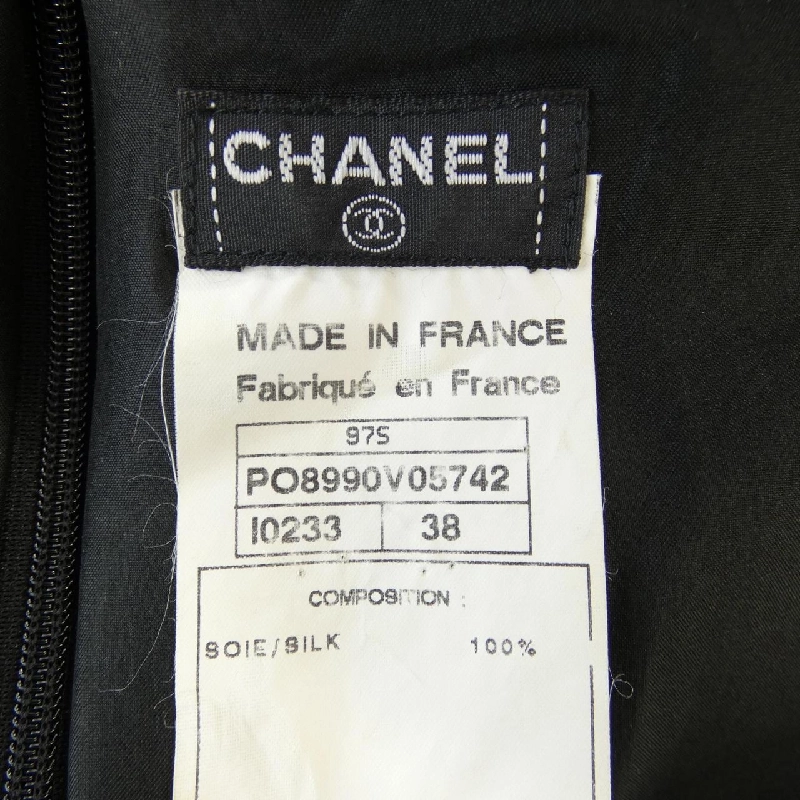 CHANEL
MADE IN FRANCE
Fabriqué en France
97S
PO8990V05742
I0233 38
COMPOSITION :
SOIE/SILK 100%